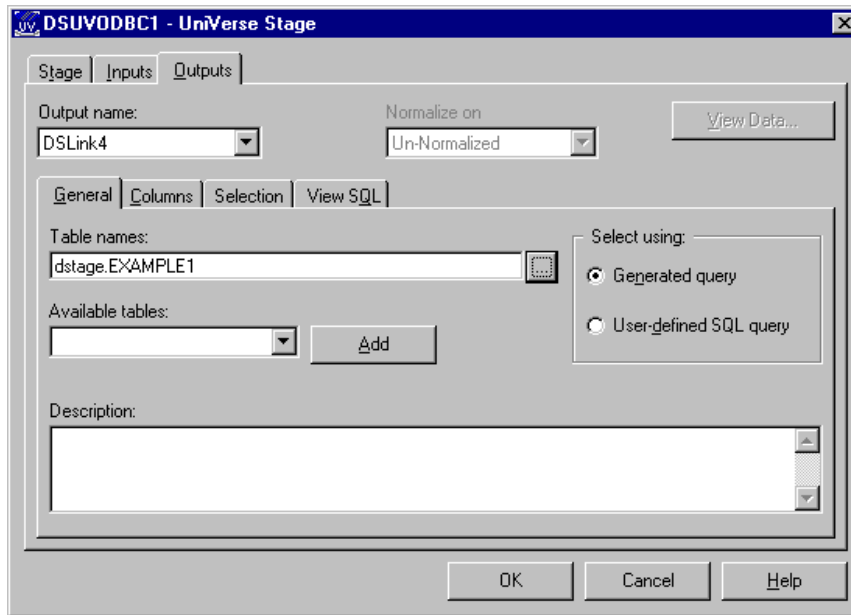 UV DSUVODBC1 - UniVerse Stage
Stage Inputs Outputs
Output name: Normalize on
DSLink4 Un-Normalized View Data...
General Columns Selection View SQL
Table names: Select using:
dstage.EXAMPLE1 ...
Generated query
Available tables:
User-defined SQL query
Add
Description:
OK Cancel Help